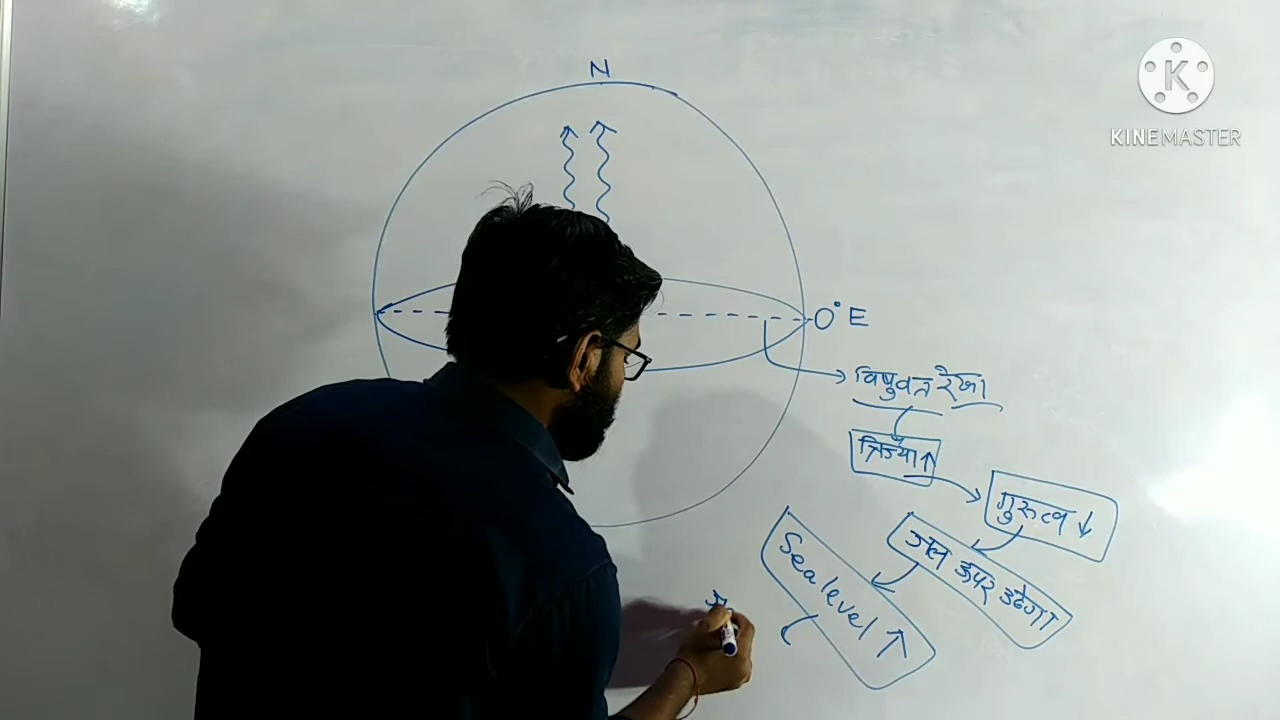 N
K
KINEMASTER
0° E
विषुवत रेखा
त्रिज्या ↑
गुरुत्व ↓
जल ऊपर उठेगा
Sea level ↑